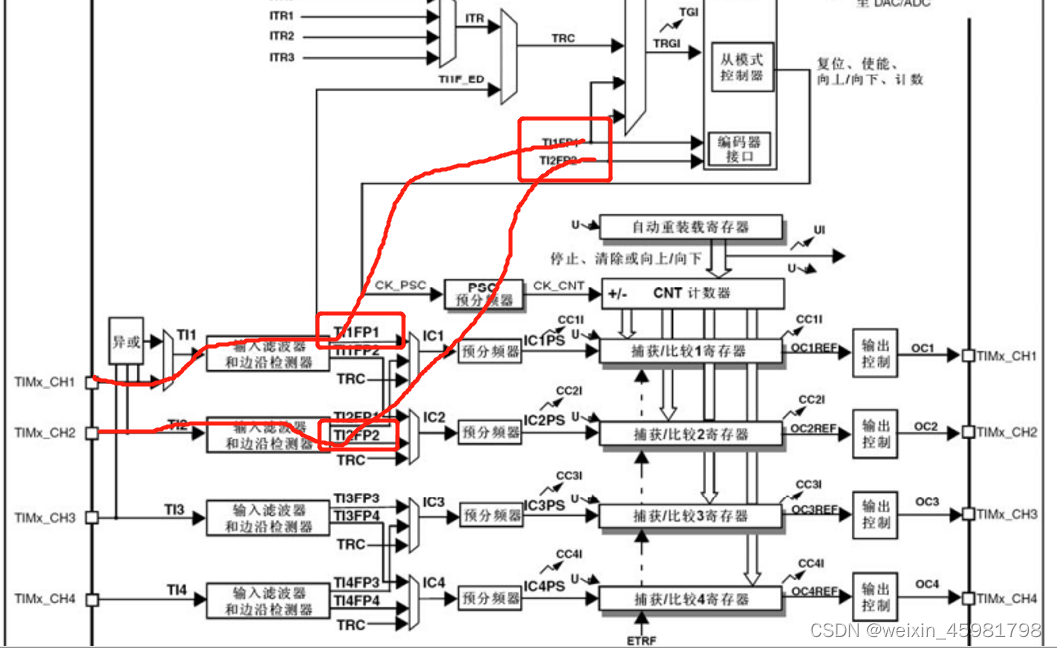 至 DAC/ADC
ITR1
ITR2
ITR3
ITR
TI1F_ED
TRC
TGI
TRGI
从模式
控制器
复位、使能、
向上/向下、计数
TI1FP1
TI2FP2
编码器
接口
U
自动重装载寄存器
UI
停止、清除或向上/向下
U
CK_PSC
PSC
预分频器
CK_CNT
+/-
CNT 计数器
异或
TI1
输入滤波器
和边沿检测器
TI1FP1
TI1FP2
TRC
IC1
预分频器
CC1I
IC1PS
U
捕获/比较1寄存器
CC1I
OC1REF
输出
控制
OC1
TIMx_CH1
TIMx_CH1
TIMx_CH2
TI2
输入滤波器
和边沿检测器
TI2FP1
TI2FP2
TRC
IC2
预分频器
CC2I
IC2PS
U
捕获/比较2寄存器
CC2I
OC2REF
输出
控制
OC2
TIMx_CH2
TIMx_CH3
TI3
输入滤波器
和边沿检测器
TI3FP3
TI3FP4
TRC
IC3
预分频器
CC3I
IC3PS
U
捕获/比较3寄存器
CC3I
OC3REF
输出
控制
OC3
TIMx_CH3
TIMx_CH4
TI4
输入滤波器
和边沿检测器
TI4FP3
TI4FP4
TRC
IC4
预分频器
CC4I
IC4PS
U
捕获/比较4寄存器
CC4I
OC4REF
输出
控制
OC4
TIMx_CH4
ETRF
CSDN @weixin_45981798